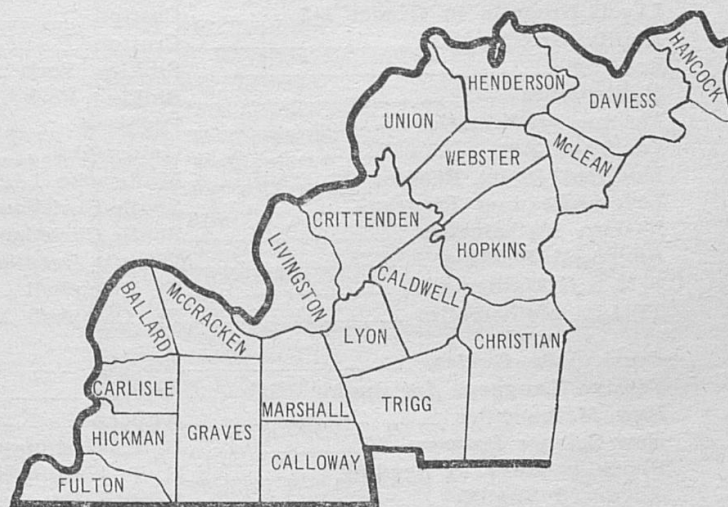 HANCOCK
HENDERSON
DAVIESS
UNION
WEBSTER
McLEAN
CRITTENDEN
LIVINGSTON
HOPKINS
CALDWELL
BALLARD
McCRACKEN
LYON
CHRISTIAN
CARLISLE
MARSHALL
TRIGG
HICKMAN
GRAVES
CALLOWAY
FULTON